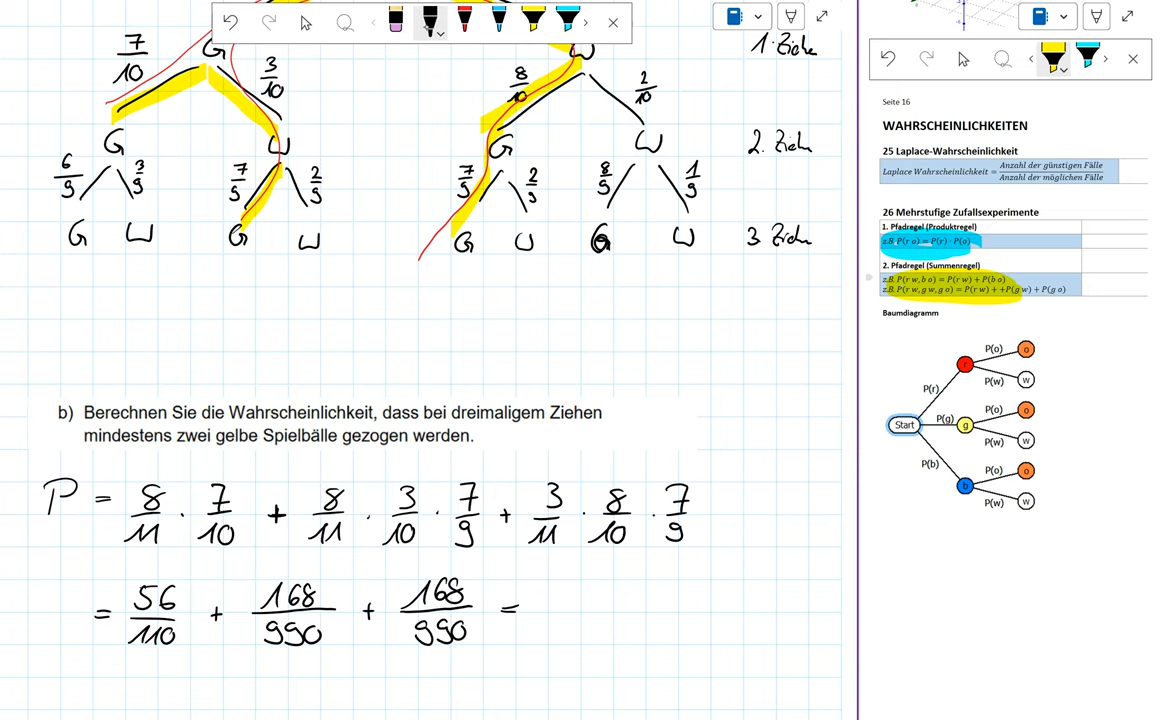 7/10 G 3/10 W 8/10 2/10 1. Ziehn
G W G W 2. Ziehn
6/9 3/9 7/9 2/9 7/9 2/9 8/9 1/9
G W G W G W G W 3. Ziehn
b) Berechnen Sie die Wahrscheinlichkeit, dass bei dreimaligem Ziehen
mindestens zwei gelbe Spielbälle gezogen werden.
P = 8/11 · 7/10 + 8/11 · 3/10 · 7/9 + 3/11 · 8/10 · 7/9
= 56/110 + 168/990 + 168/990 =
Seite 16
WAHRSCHEINLICHKEITEN
25 Laplace-Wahrscheinlichkeit
Laplace Wahrscheinlichkeit = Anzahl der günstigen Fälle / Anzahl der möglichen Fälle
26 Mehrstufige Zufallsexperimente
1. Pfadregel (Produktregel)
z.B. P(r o) = P(r) · P(o)
2. Pfadregel (Summenregel)
z.B. P(r w, b o) = P(r w) + P(b o)
z.B. P(r w, g w, g o) = P(r w) + +P(g w) + P(g o)
Baumdiagramm
P(o) o
P(r) r
P(w) w
P(o) o
Start P(g) g
P(w) w
P(b) P(o) o
b
P(w) w